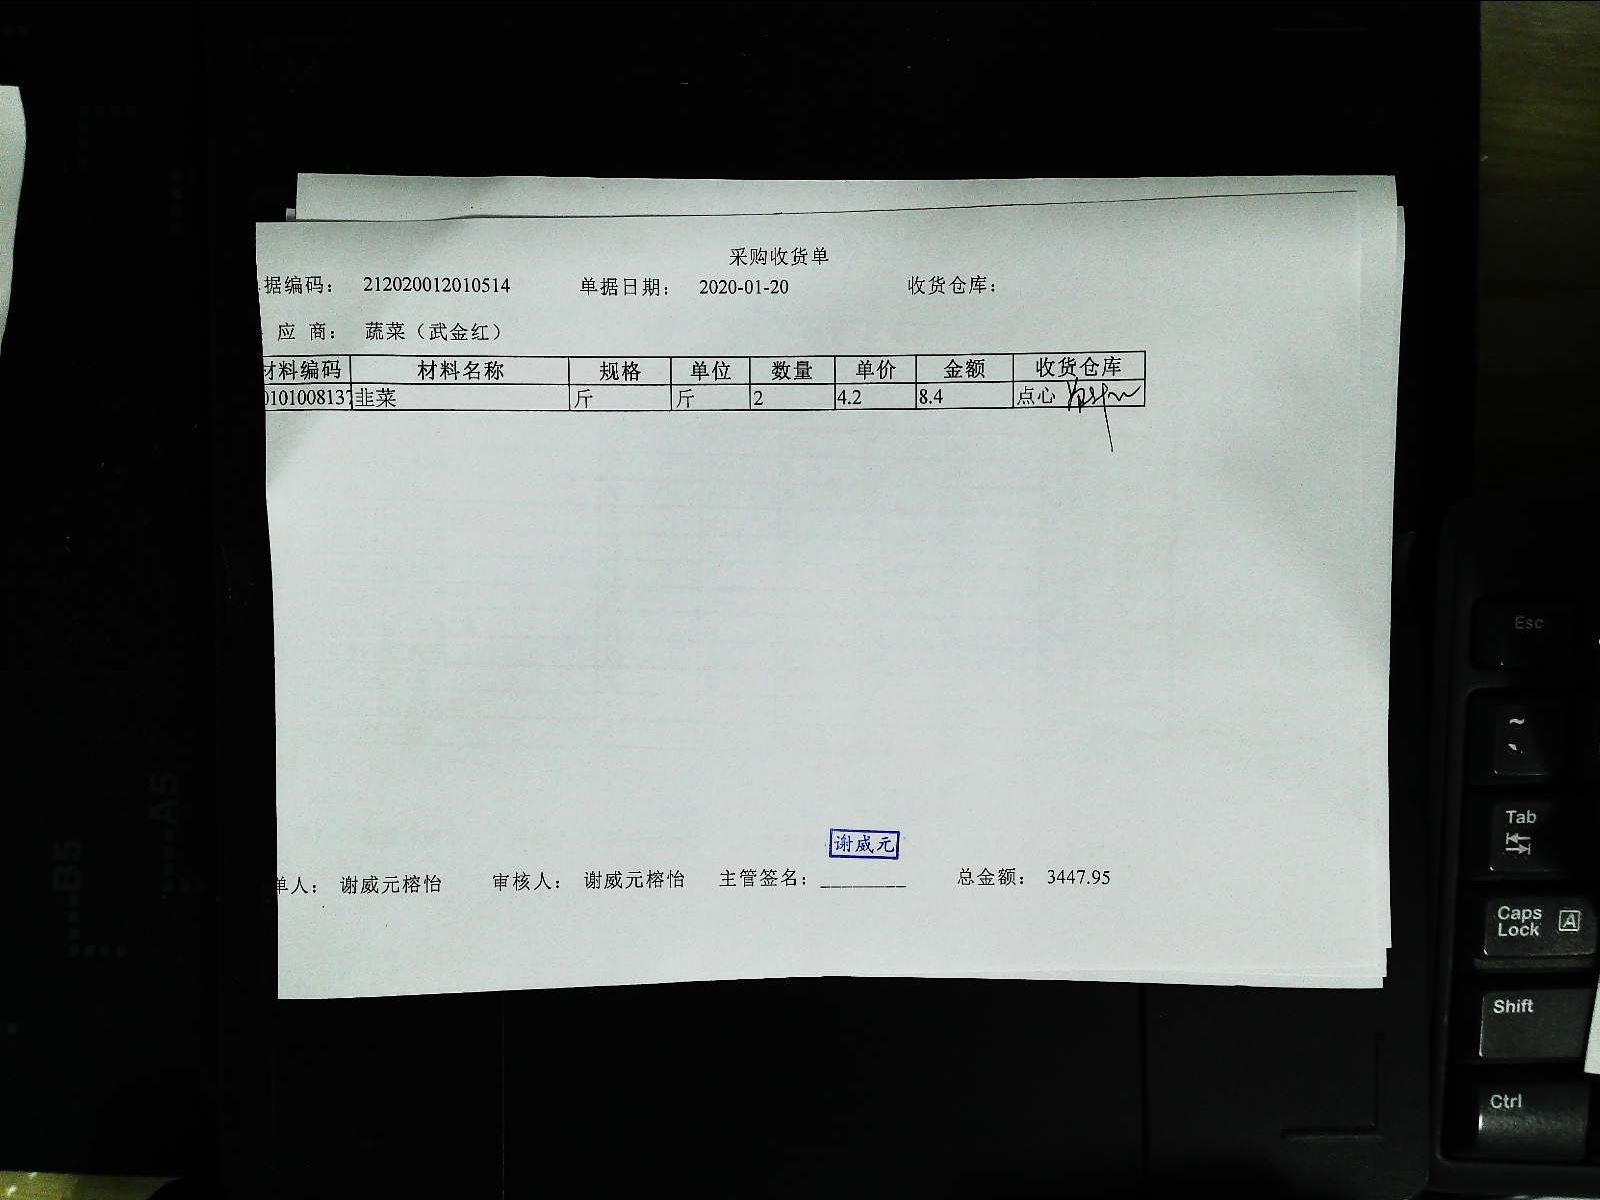 采购收货单
据编码： 212020012010514 单据日期： 2020-01-20 收货仓库：
应 商： 蔬菜（武金红）
材料编码 材料名称 规格 单位 数量 单价 金额 收货仓库
0101008137 韭菜 斤 斤 2 4.2 8.4 点心
谢威元
单人： 谢威元榕怡 审核人： 谢威元榕怡 主管签名：________ 总金额： 3447.95
B5
A5
Esc
~
Tab
Caps Lock A
Shift
Ctrl